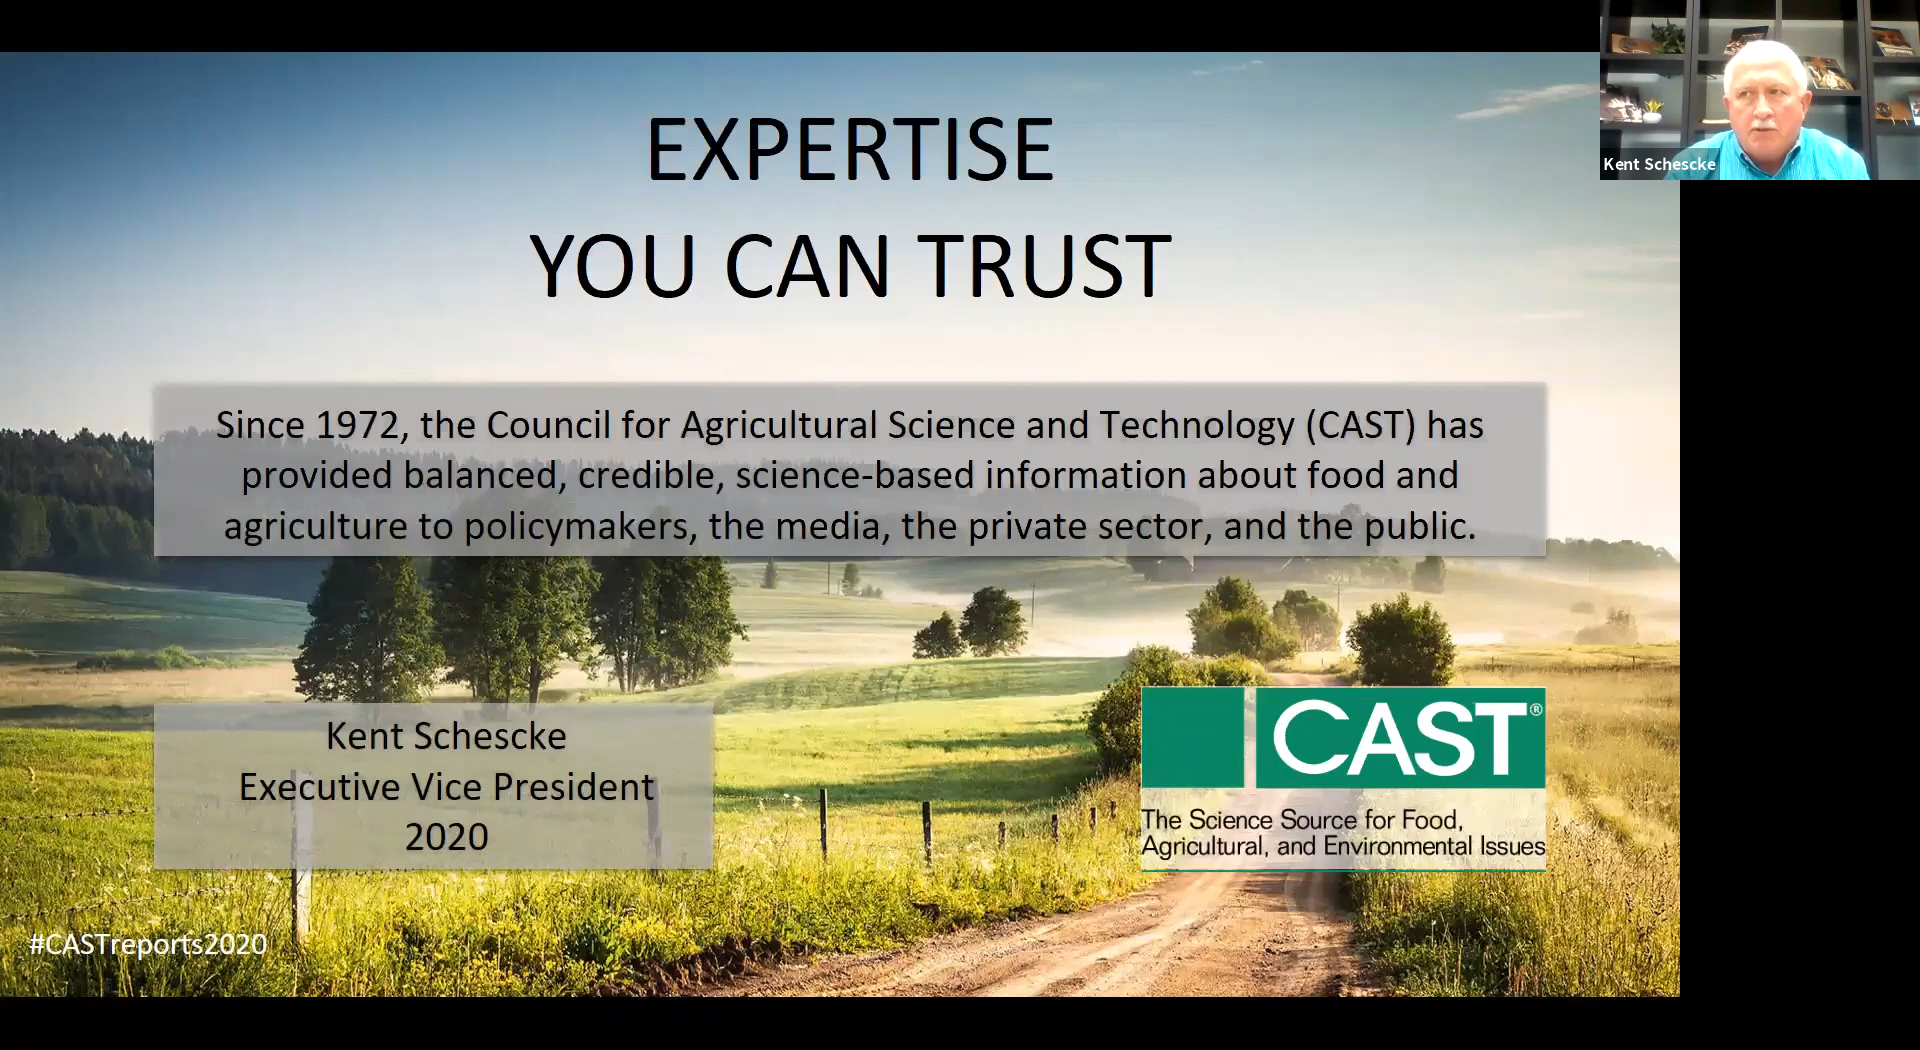 EXPERTISE
YOU CAN TRUST
Kent Schescke
Since 1972, the Council for Agricultural Science and Technology (CAST) has
provided balanced, credible, science-based information about food and
agriculture to policymakers, the media, the private sector, and the public.
Kent Schescke
Executive Vice President
2020
CAST®
The Science Source for Food,
Agricultural, and Environmental Issues
#CASTreports2020